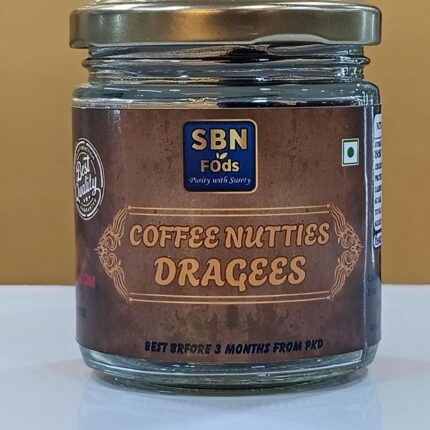 SBN
FOds
Purity with Surety
Best
Quality
COFFEE NUTTIES
DRAGEES
BEST BRFORE 3 MONTHS FROM PKD